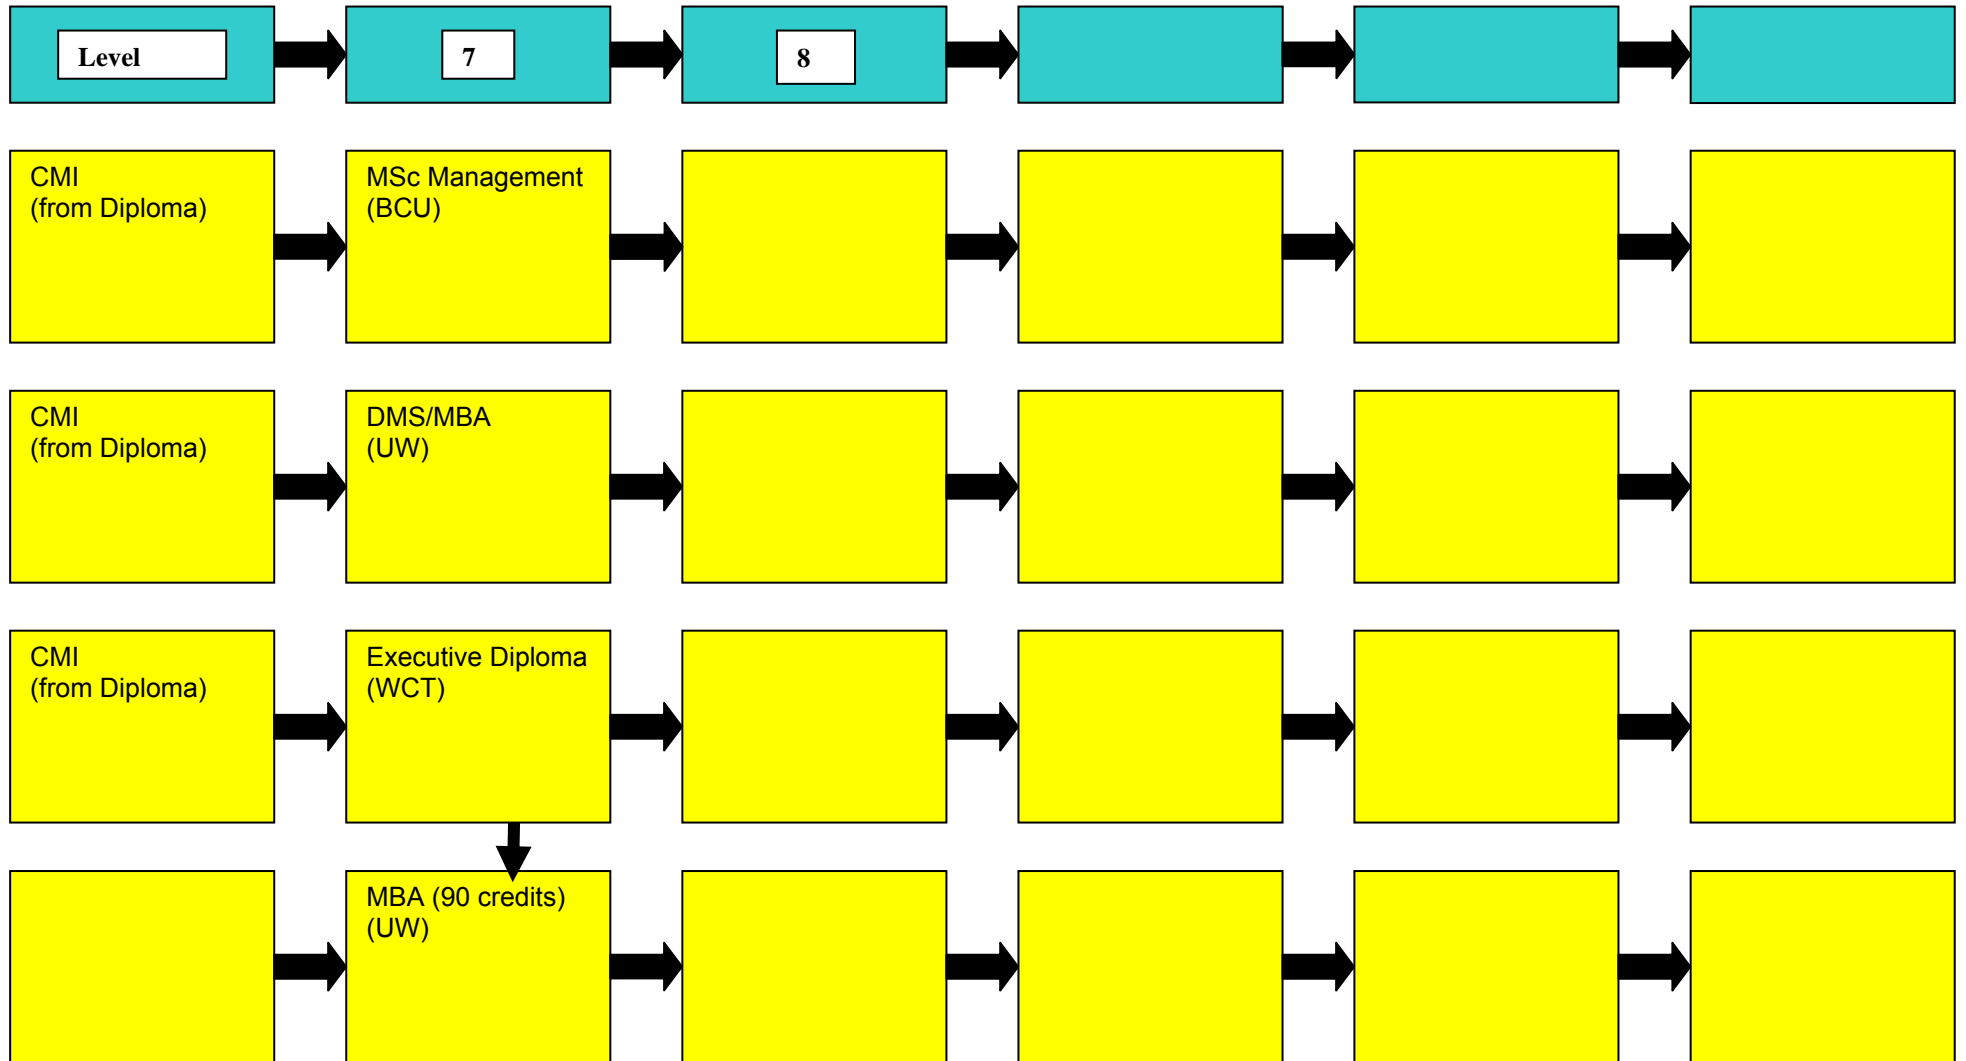 Level
7
8
CMI
(from Diploma)
MSc Management
(BCU)
CMI
(from Diploma)
DMS/MBA
(UW)
CMI
(from Diploma)
Executive Diploma
(WCT)
MBA (90 credits)
(UW)